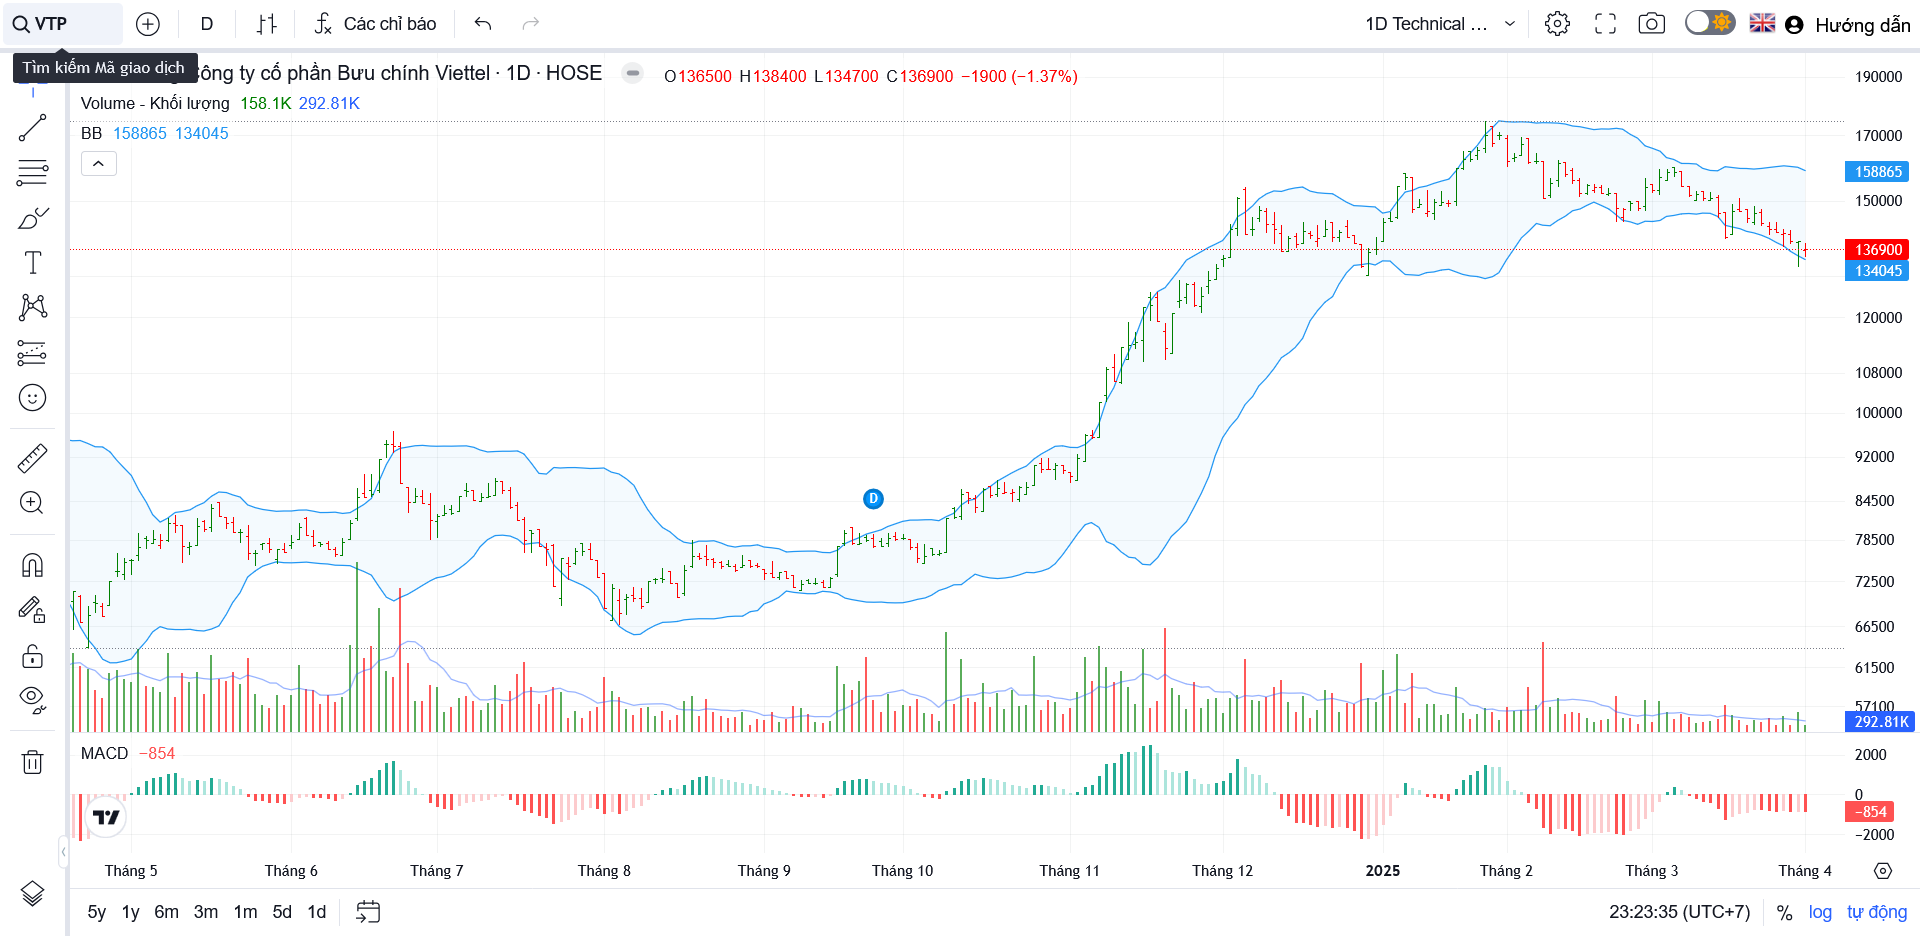 VTP
D
Các chỉ báo
1D Technical ...
Hướng dẫn
Tìm kiếm Mã giao dịch
ông ty cổ phần Bưu chính Viettel · 1D · HOSE
O136500 H138400 L134700 C136900 −1900 (−1.37%)
Volume - Khối lượng 158.1K 292.81K
BB 158865 134045
190000
170000
158865
150000
136900
134045
120000
108000
100000
92000
84500
D
78500
72500
66500
61500
57100
292.81K
MACD −854
2000
0
−854
−2000
Tháng 5 Tháng 6 Tháng 7 Tháng 8 Tháng 9 Tháng 10 Tháng 11 Tháng 12 2025 Tháng 2 Tháng 3 Tháng 4
5y 1y 6m 3m 1m 5d 1d
23:23:35 (UTC+7) % log tự động